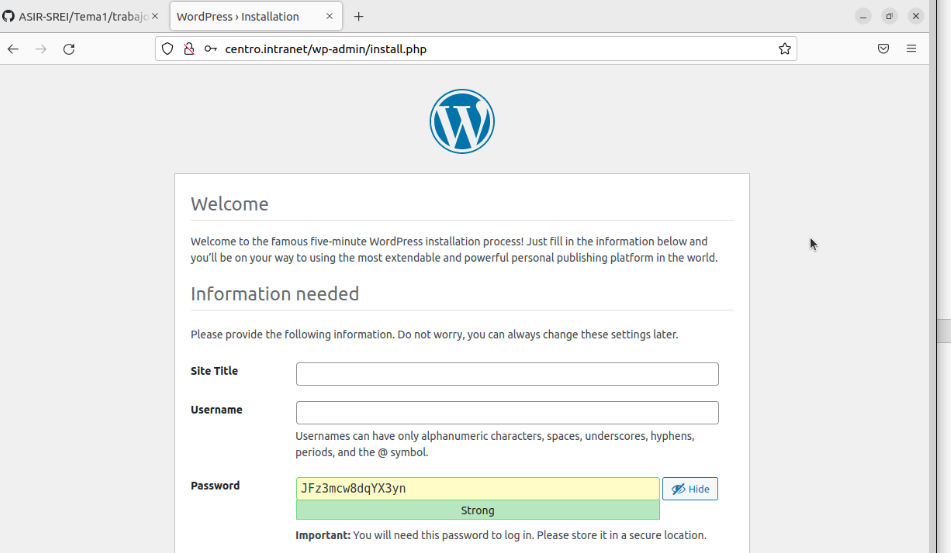 ASIR-SREI/Tema1/trabajo
WordPress › Installation
centro.intranet/wp-admin/install.php
W
Welcome
Welcome to the famous five-minute WordPress installation process! Just fill in the information below and
you'll be on your way to using the most extendable and powerful personal publishing platform in the world.
Information needed
Please provide the following information. Do not worry, you can always change these settings later.
Site Title
Username
Usernames can have only alphanumeric characters, spaces, underscores, hyphens,
periods, and the @ symbol.
Password JFz3mcw8dqYX3yn Hide
Strong
Important: You will need this password to log in. Please store it in a secure location.